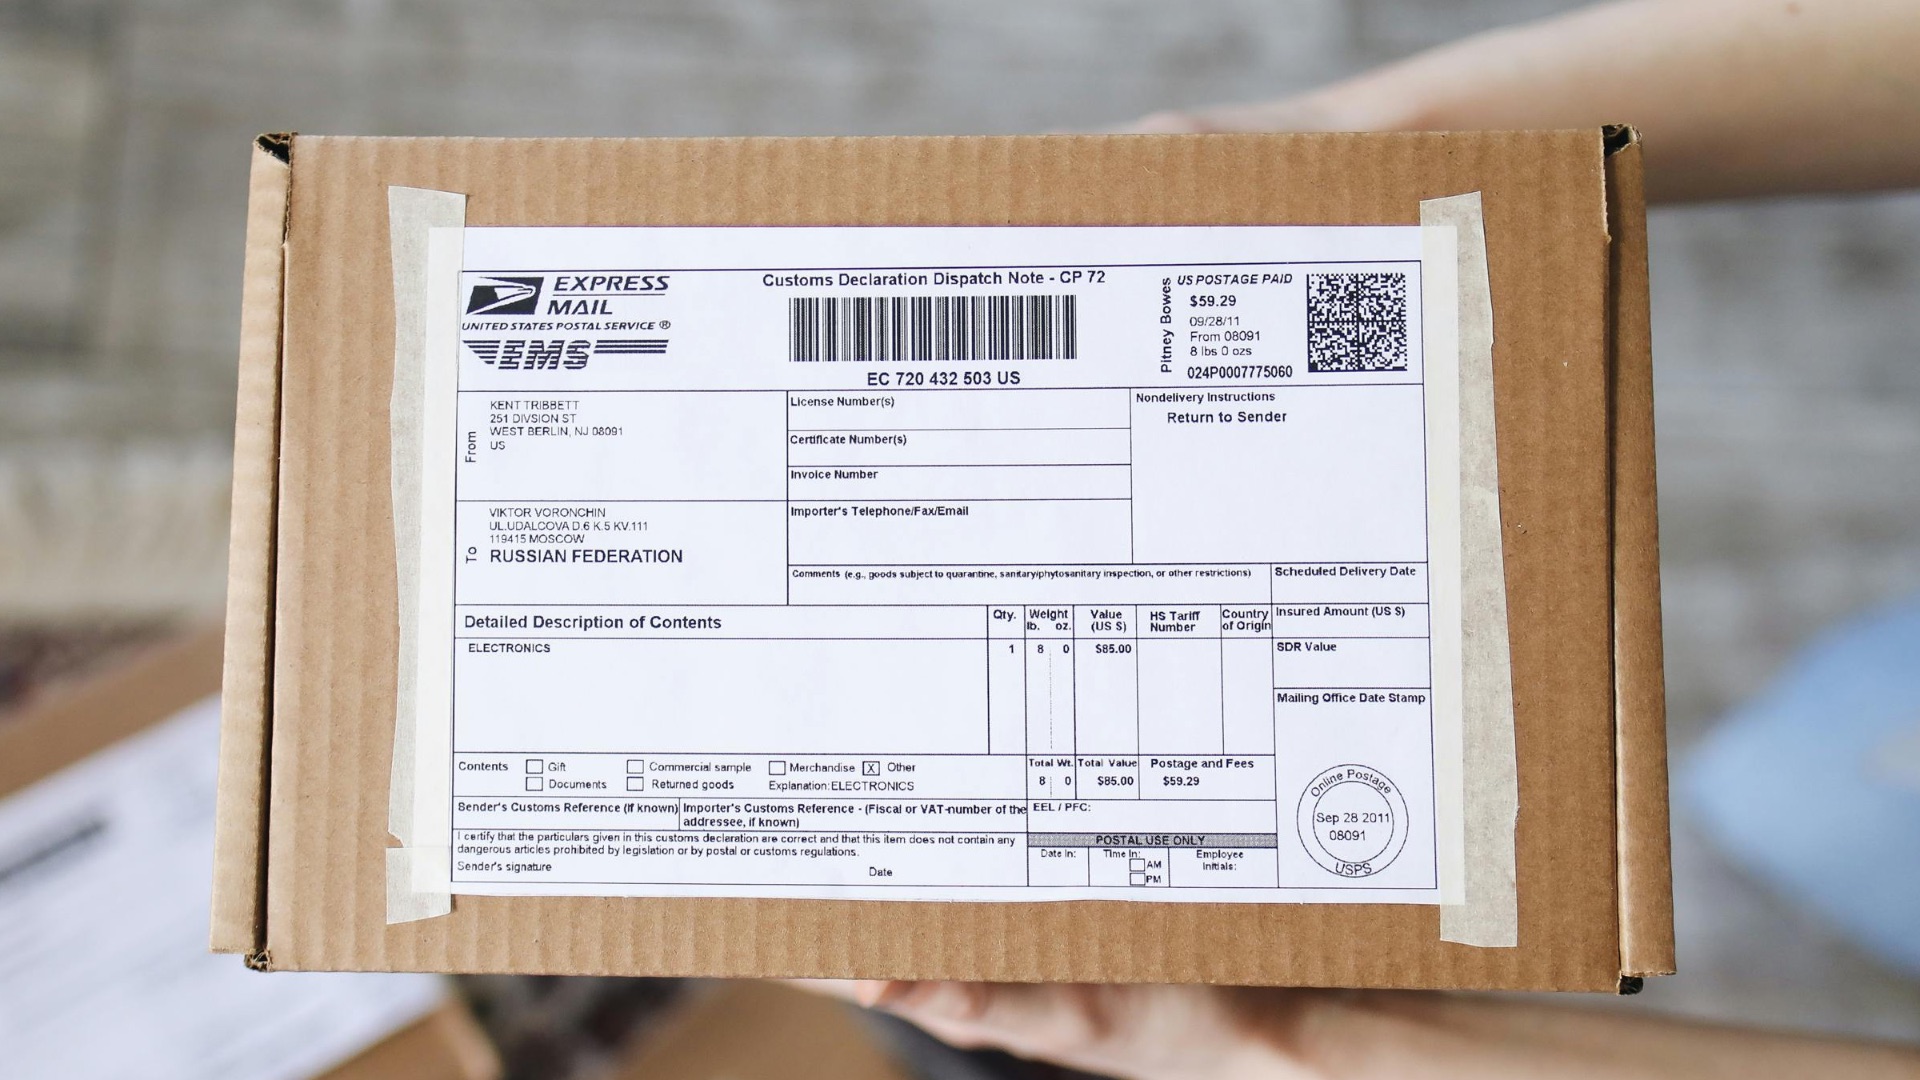 EXPRESS
MAIL
UNITED STATES POSTAL SERVICE ®
EMS
Customs Declaration Dispatch Note - CP 72
EC 720 432 503 US
Pitney Bowes
US POSTAGE PAID
$59.29
09/28/11
From 08091
8 lbs 0 ozs
024P0007775060
From
KENT TRIBBETT
251 DIVSION ST
WEST BERLIN, NJ 08091
US
To
VIKTOR VORONCHIN
UL.UDALCOVA D.6 K.5 KV.111
119415 MOSCOW
RUSSIAN FEDERATION
License Number(s)
Certificate Number(s)
Invoice Number
Importer's Telephone/Fax/Email
Nondelivery Instructions
Return to Sender
Comments (e.g., goods subject to quarantine, sanitary/phytosanitary inspection, or other restrictions)
Scheduled Delivery Date
Detailed Description of Contents
Qty.
Weight
lb. oz.
Value
(US $)
HS Tariff
Number
Country
of Origin
Insured Amount (US $)
ELECTRONICS
1
8 0
$85.00
SDR Value
Mailing Office Date Stamp
Contents
Gift
Commercial sample
Merchandise
X Other
Documents
Returned goods
Explanation:ELECTRONICS
Total Wt.
8 0
Total Value
$85.00
Postage and Fees
$59.29
Sender's Customs Reference (If known)
Importer's Customs Reference - (Fiscal or VAT-number of the
addressee, if known)
EEL / PFC:
I certify that the particulars given in this customs declaration are correct and that this item does not contain any
dangerous articles prohibited by legislation or by postal or customs regulations.
Sender's signature
Date
POSTAL USE ONLY
Date In:
Time In:
AM
PM
Employee
Initials:
Online Postage
Sep 28 2011
08091
USPS